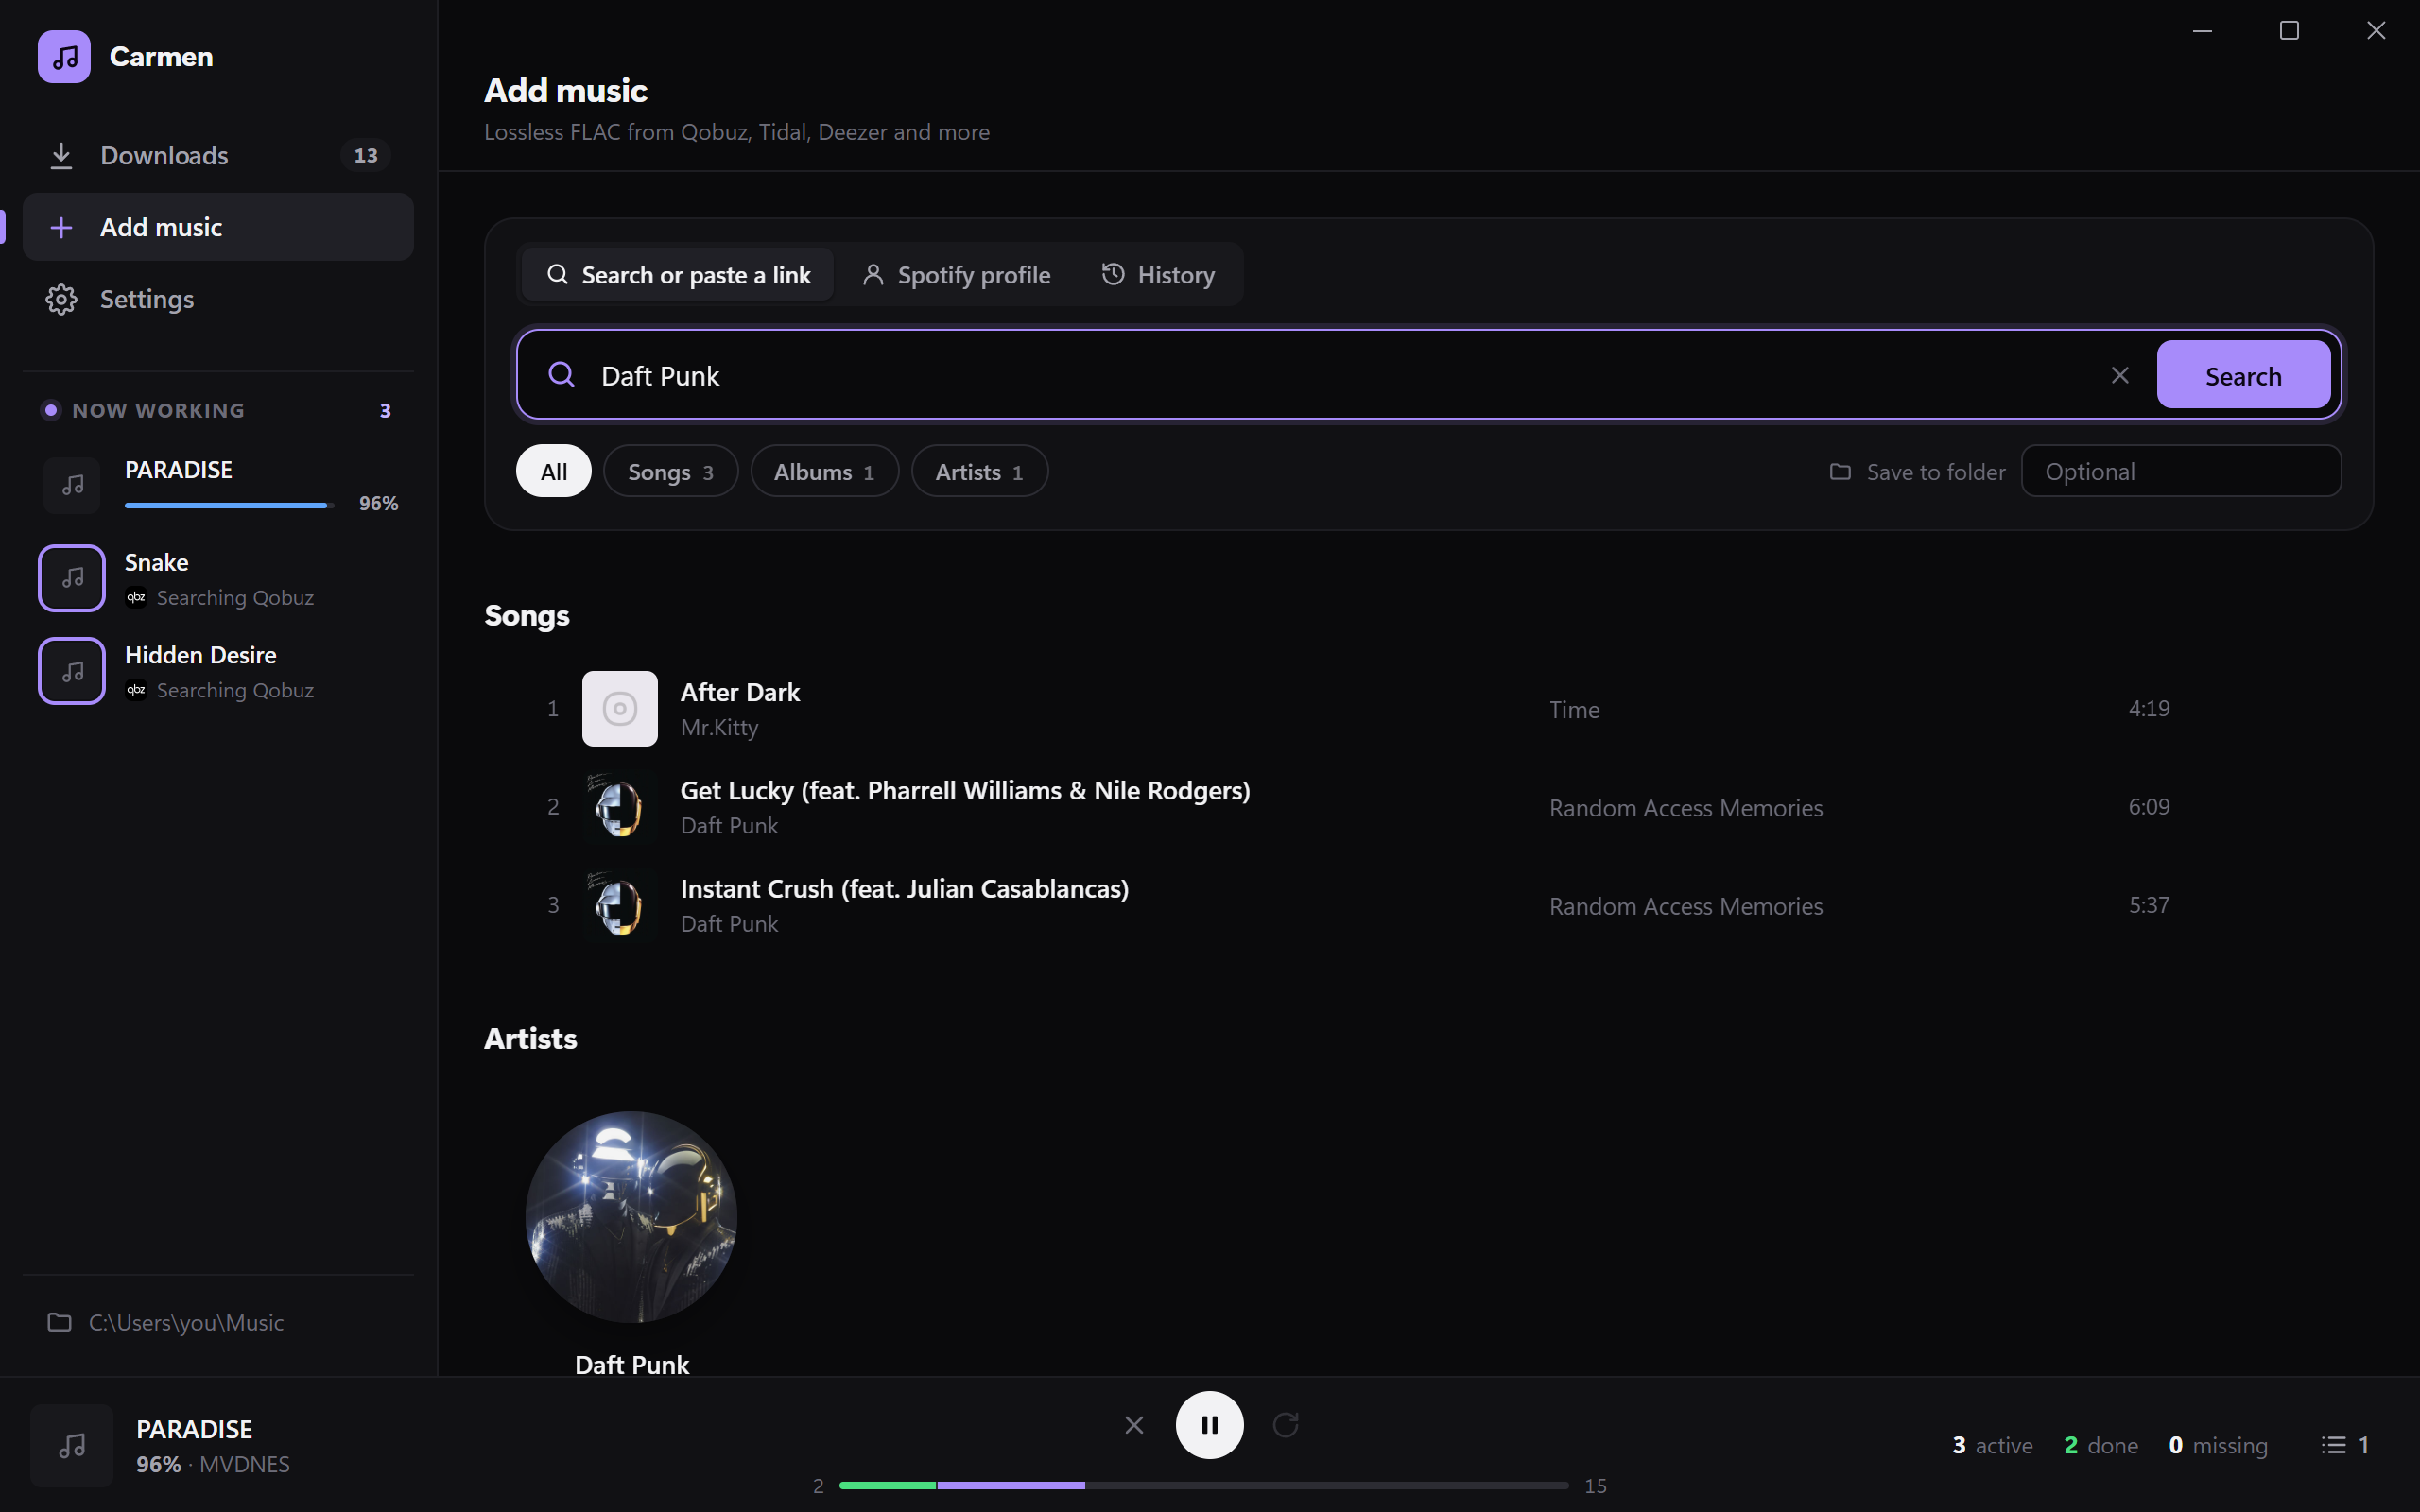 Carmen
Downloads 13
Add music
Settings
NOW WORKING 3
PARADISE
96%
Snake
qbz Searching Qobuz
Hidden Desire
qbz Searching Qobuz
C:\Users\you\Music
Add music
Lossless FLAC from Qobuz, Tidal, Deezer and more
Search or paste a link Spotify profile History
Daft Punk Search
All Songs 3 Albums 1 Artists 1 Save to folder Optional
Songs
1 After Dark Time 4:19
Mr.Kitty
2 Get Lucky (feat. Pharrell Williams & Nile Rodgers) Random Access Memories 6:09
Daft Punk
3 Instant Crush (feat. Julian Casablancas) Random Access Memories 5:37
Daft Punk
Artists
Daft Punk
PARADISE
96% · MVDNES
2 15
3 active 2 done 0 missing 1